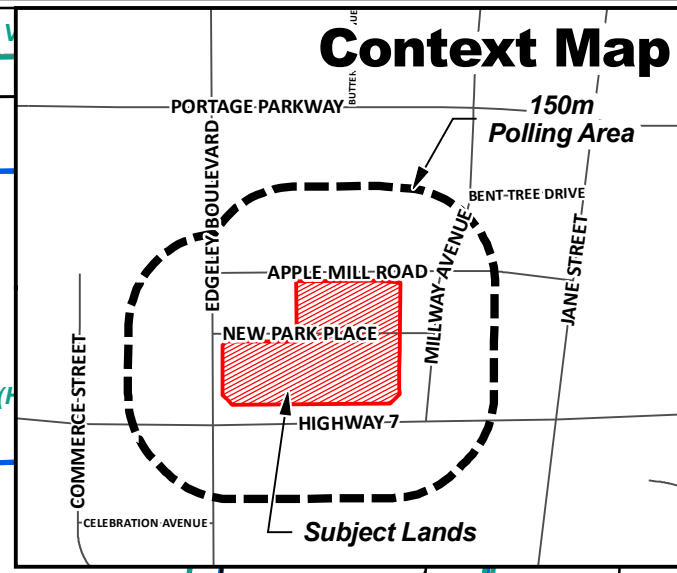 Context Map
PORTAGE PARKWAY
150m
Polling Area
EDGELEY BOULEVARD
BENT TREE DRIVE
MILLWAY AVENUE
JANE STREET
APPLE MILL ROAD
NEW PARK PLACE
COMMERCE STREET
HIGHWAY 7
CELEBRATION AVENUE
Subject Lands